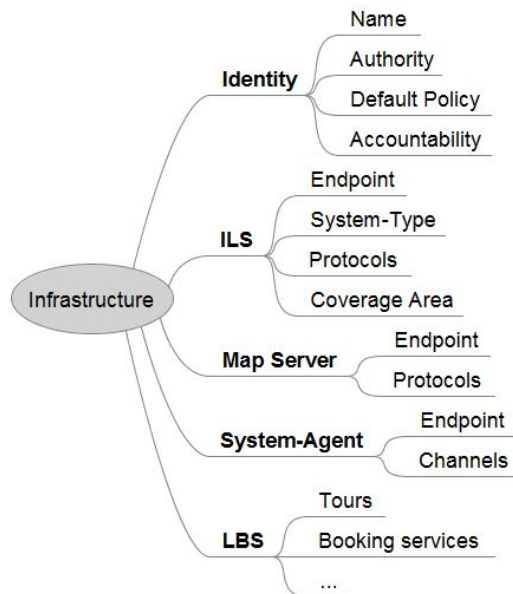 Infrastructure
Identity
Name
Authority
Default Policy
Accountability
ILS
Endpoint
System-Type
Protocols
Coverage Area
Map Server
Endpoint
Protocols
System-Agent
Endpoint
Channels
LBS
Tours
Booking services
...